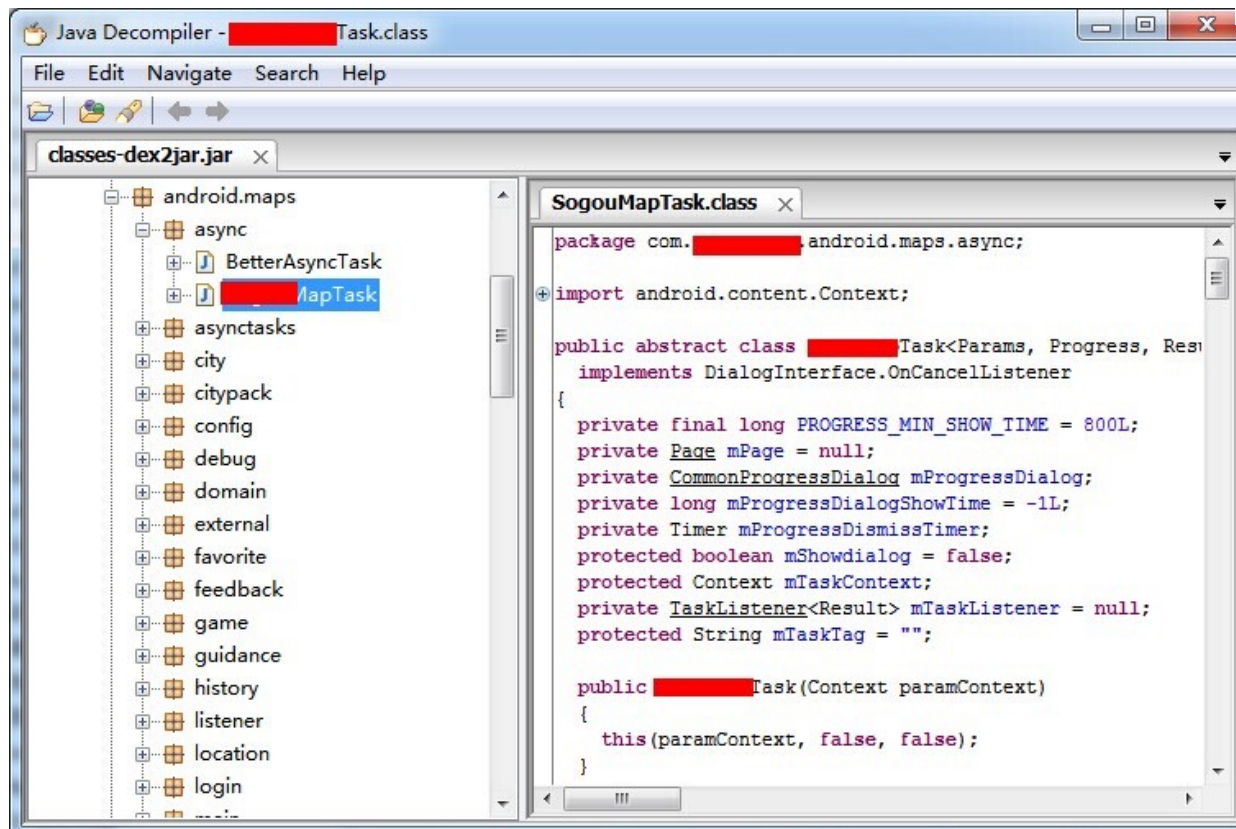 Java Decompiler - Task.class
File Edit Navigate Search Help
classes-dex2jar.jar
android.maps
async
BetterAsyncTask
MapTask
asynctasks
city
citypack
config
debug
domain
external
favorite
feedback
game
guidance
history
listener
location
login
SogouMapTask.class
package com. .android.maps.async;
import android.content.Context;
public abstract class Task<Params, Progress, Res
implements DialogInterface.OnCancelListener
{
private final long PROGRESS_MIN_SHOW_TIME = 800L;
private Page mPage = null;
private CommonProgressDialog mProgressDialog;
private long mProgressDialogShowTime = -1L;
private Timer mProgressDismissTimer;
protected boolean mShowdialog = false;
protected Context mTaskContext;
private TaskListener<Result> mTaskListener = null;
protected String mTaskTag = "";
public Task(Context paramContext)
{
this(paramContext, false, false);
}